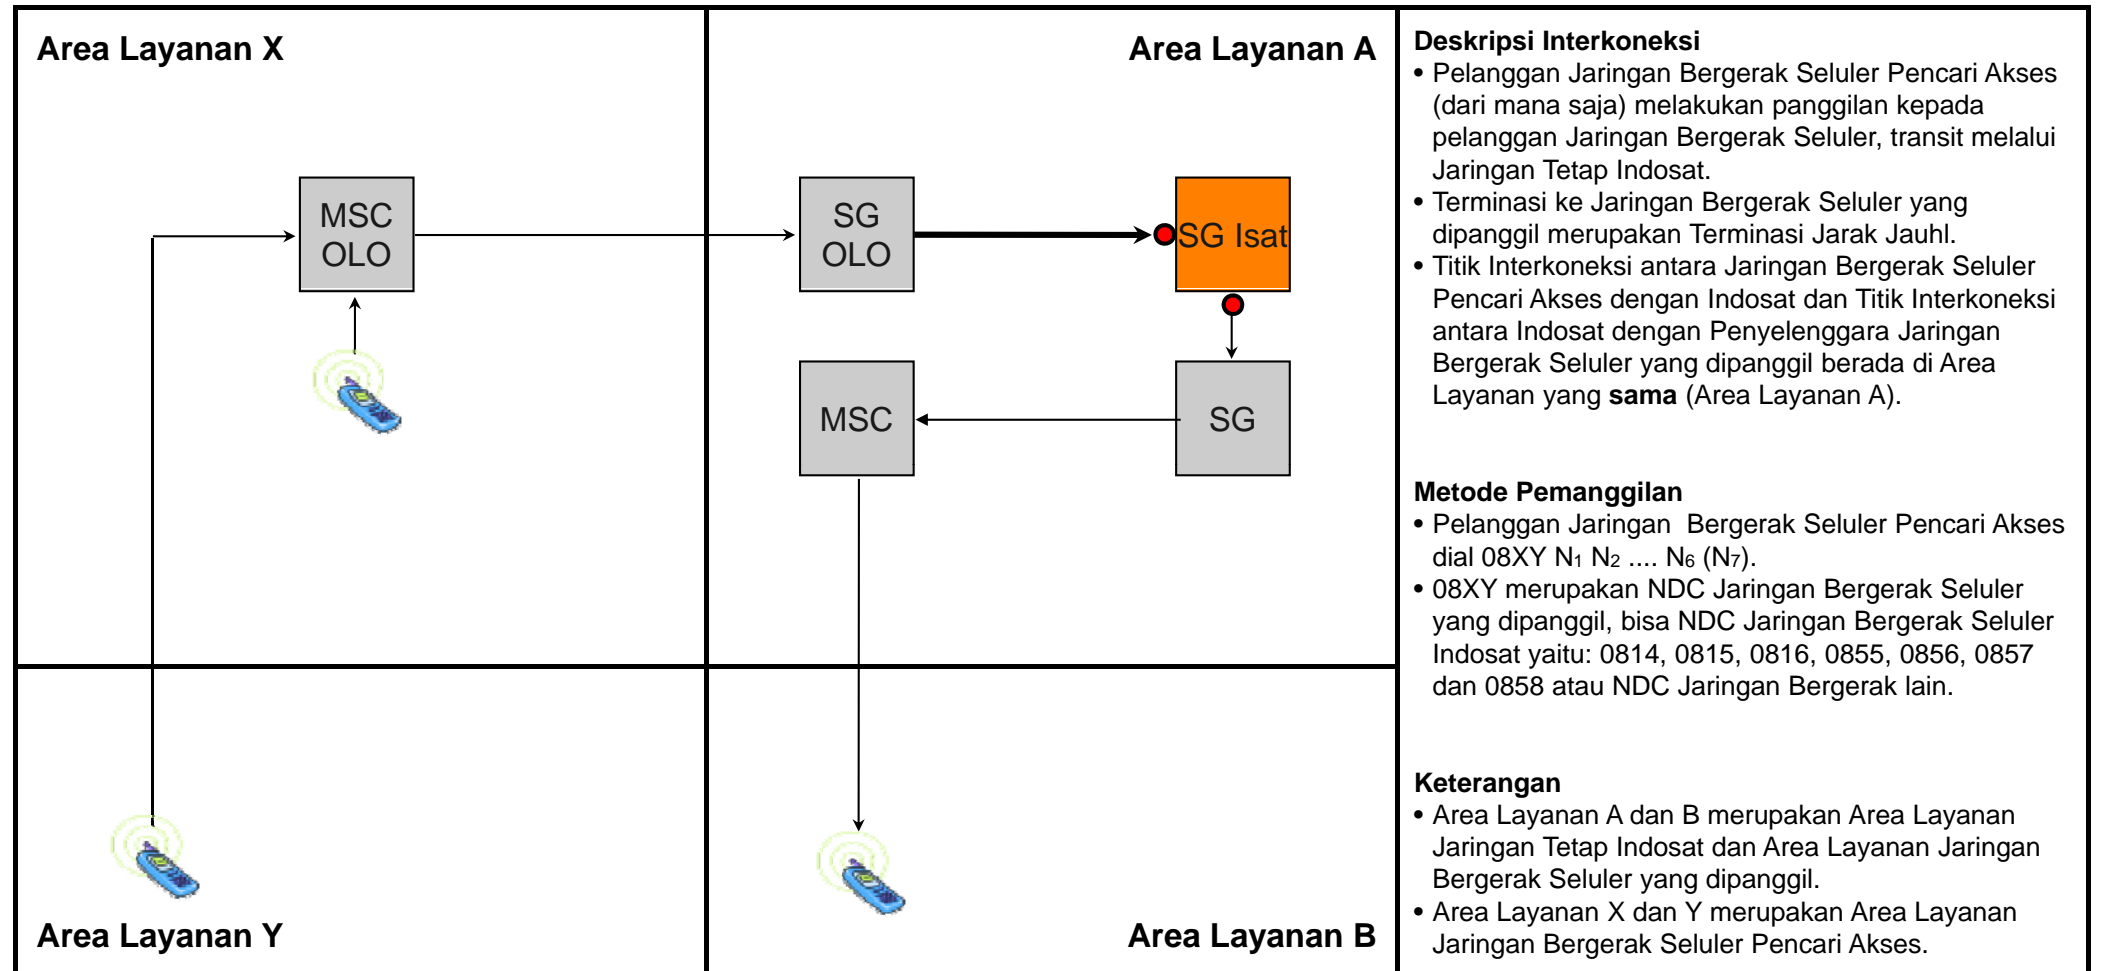 Area Layanan X
Area Layanan A
MSC
OLO
SG
OLO
SG Isat
MSC
SG
Area Layanan Y
Area Layanan B
Deskripsi Interkoneksi
• Pelanggan Jaringan Bergerak Seluler Pencari Akses
(dari mana saja) melakukan panggilan kepada
pelanggan Jaringan Bergerak Seluler, transit melalui
Jaringan Tetap Indosat.
• Terminasi ke Jaringan Bergerak Seluler yang
dipanggil merupakan Terminasi Jarak Jauhl.
• Titik Interkoneksi antara Jaringan Bergerak Seluler
Pencari Akses dengan Indosat dan Titik Interkoneksi
antara Indosat dengan Penyelenggara Jaringan
Bergerak Seluler yang dipanggil berada di Area
Layanan yang sama (Area Layanan A).
Metode Pemanggilan
• Pelanggan Jaringan Bergerak Seluler Pencari Akses
dial 08XY N1 N2 .... N6 (N7).
• 08XY merupakan NDC Jaringan Bergerak Seluler
yang dipanggil, bisa NDC Jaringan Bergerak Seluler
Indosat yaitu: 0814, 0815, 0816, 0855, 0856, 0857
dan 0858 atau NDC Jaringan Bergerak lain.
Keterangan
• Area Layanan A dan B merupakan Area Layanan
Jaringan Tetap Indosat dan Area Layanan Jaringan
Bergerak Seluler yang dipanggil.
• Area Layanan X dan Y merupakan Area Layanan
Jaringan Bergerak Seluler Pencari Akses.